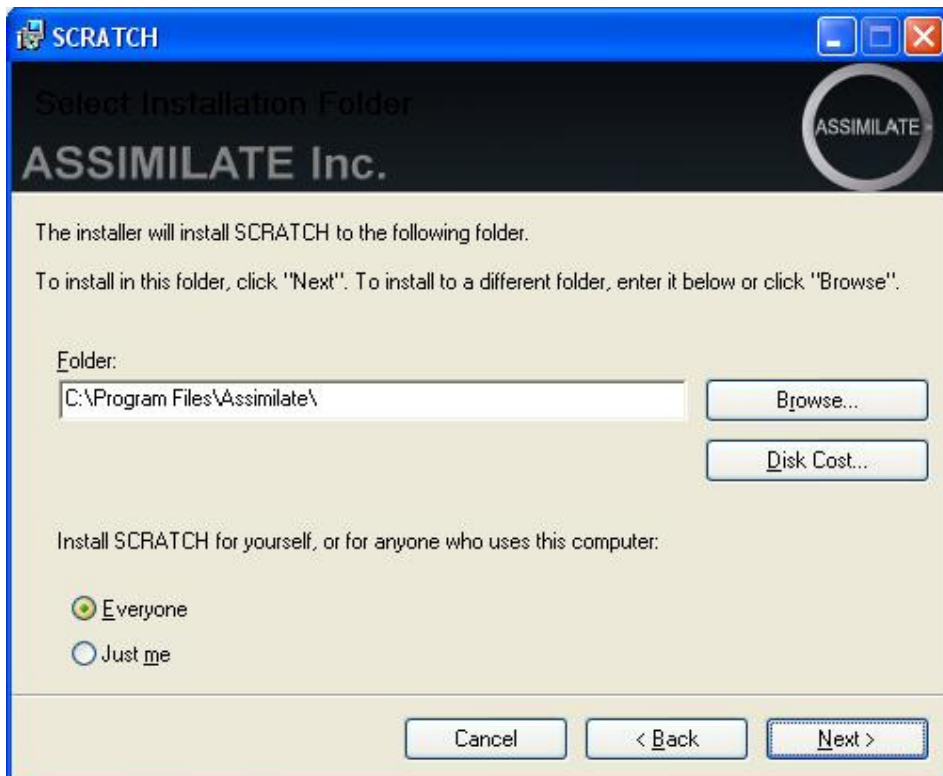 SCRATCH
Select Installation Folder
ASSIMILATE Inc.
ASSIMILATE
The installer will install SCRATCH to the following folder.
To install in this folder, click "Next". To install to a different folder, enter it below or click "Browse".
Folder:
C:\Program Files\Assimilate\
Browse...
Disk Cost...
Install SCRATCH for yourself, or for anyone who uses this computer:
Everyone
Just me
Cancel
< Back
Next >